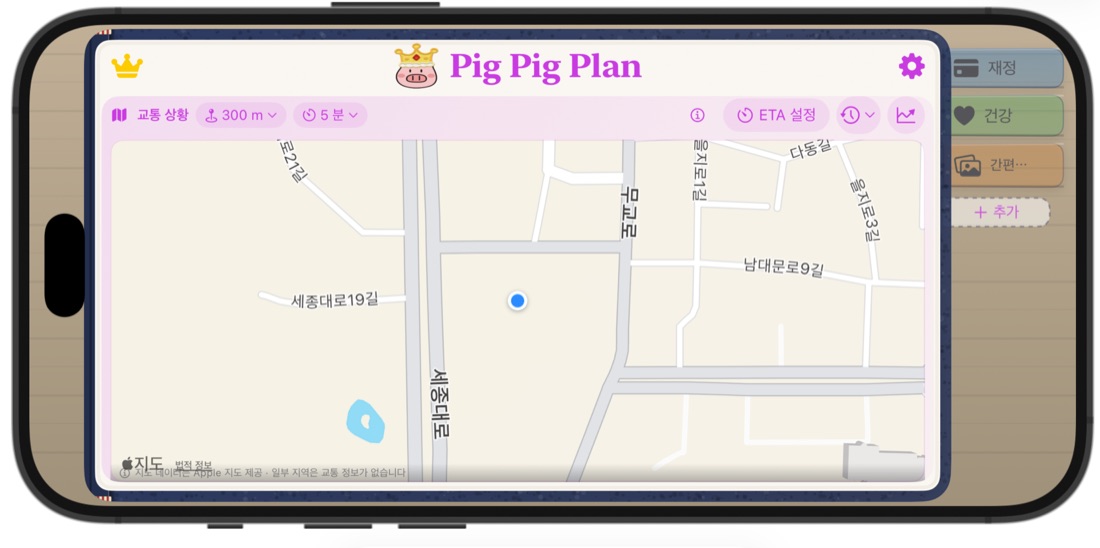 Pig Pig Plan
교통 상황
300 m
5 분
ETA 설정
재정
건강
간편…
+ 추가
로21길
을지로1길
다동길
무교로
을지로3길
남대문로9길
세종대로19길
세종대로
지도
법적 정보
지도 데이터는 Apple 지도 제공 · 일부 지역은 교통 정보가 없습니다